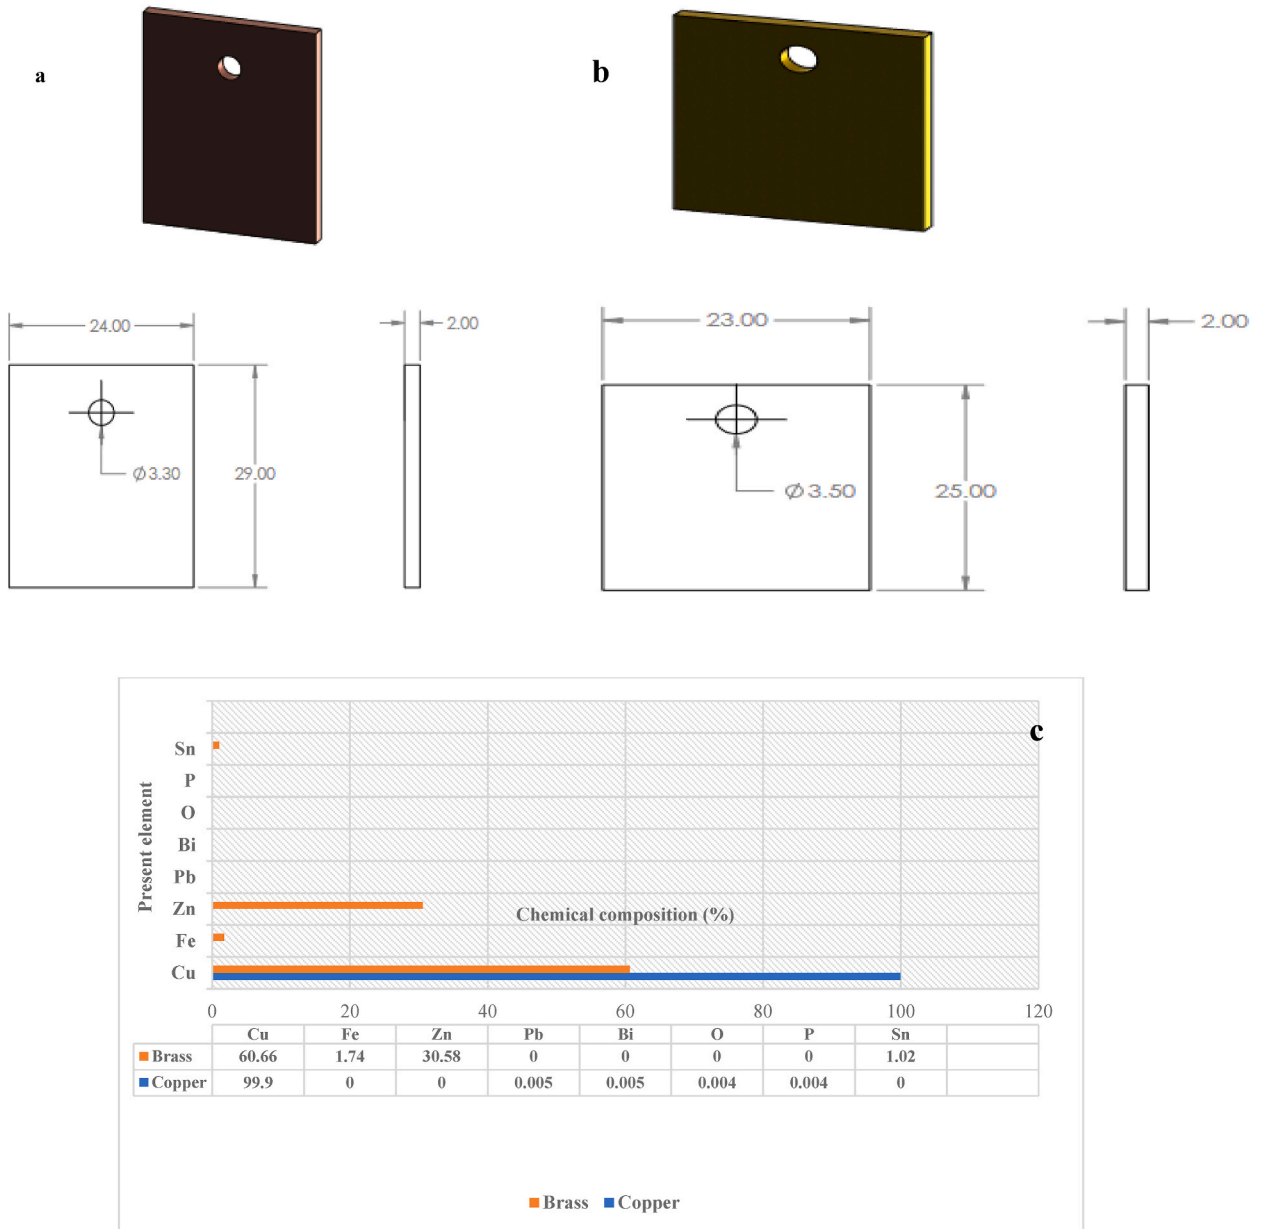 a
b
24.00
2.00
23.00
2.00
Ø3.30
29.00
Ø3.50
25.00
c
Present element
Sn
P
O
Bi
Pb
Zn
Chemical composition (%)
Fe
Cu
0 20 40 60 80 100 120
Cu Fe Zn Pb Bi O P Sn
Brass 60.66 1.74 30.58 0 0 0 0 1.02
Copper 99.9 0 0 0.005 0.005 0.004 0.004 0
Brass Copper